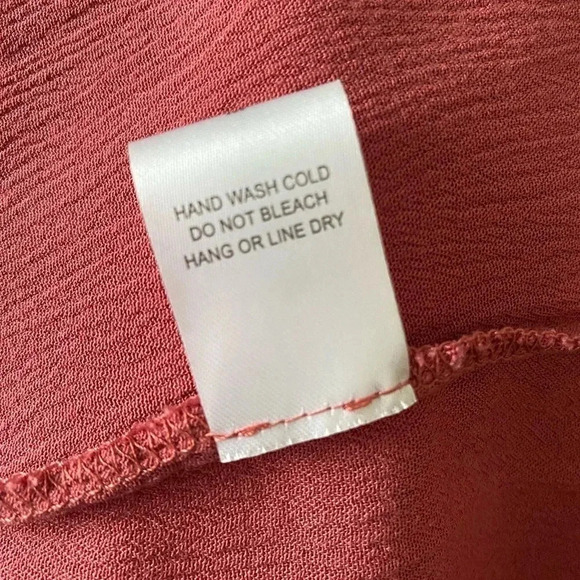 HAND WASH COLD
DO NOT BLEACH
HANG OR LINE DRY